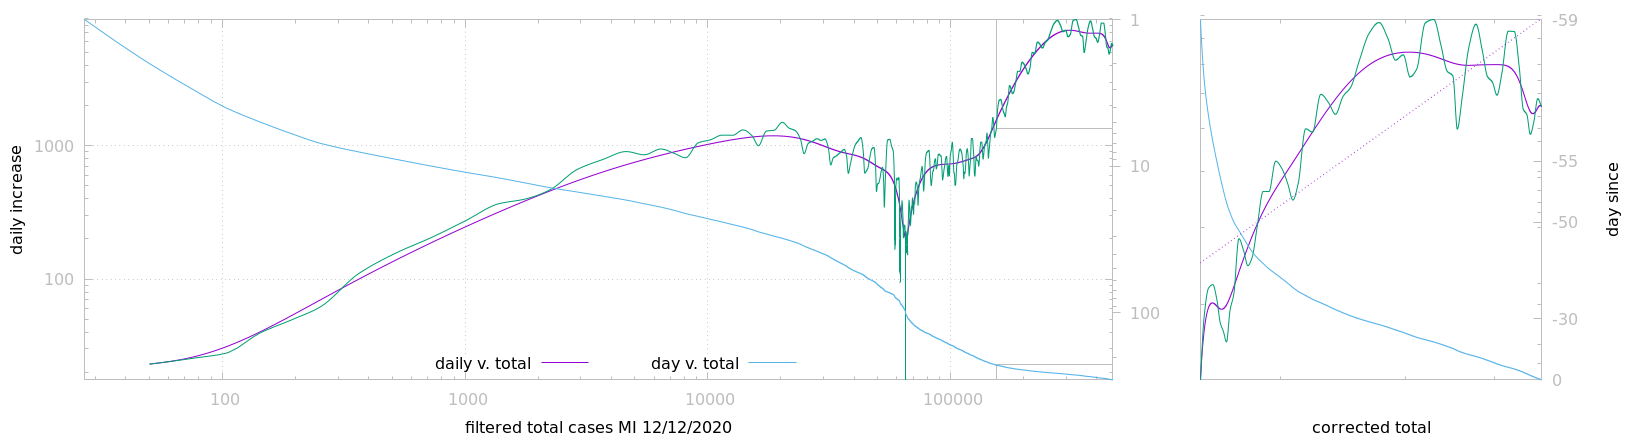 1
-59
1000
10
-55
-50
daily increase
day since
100
100
-30
daily v. total
day v. total
0
100
1000
10000
100000
filtered total cases MI 12/12/2020
corrected total